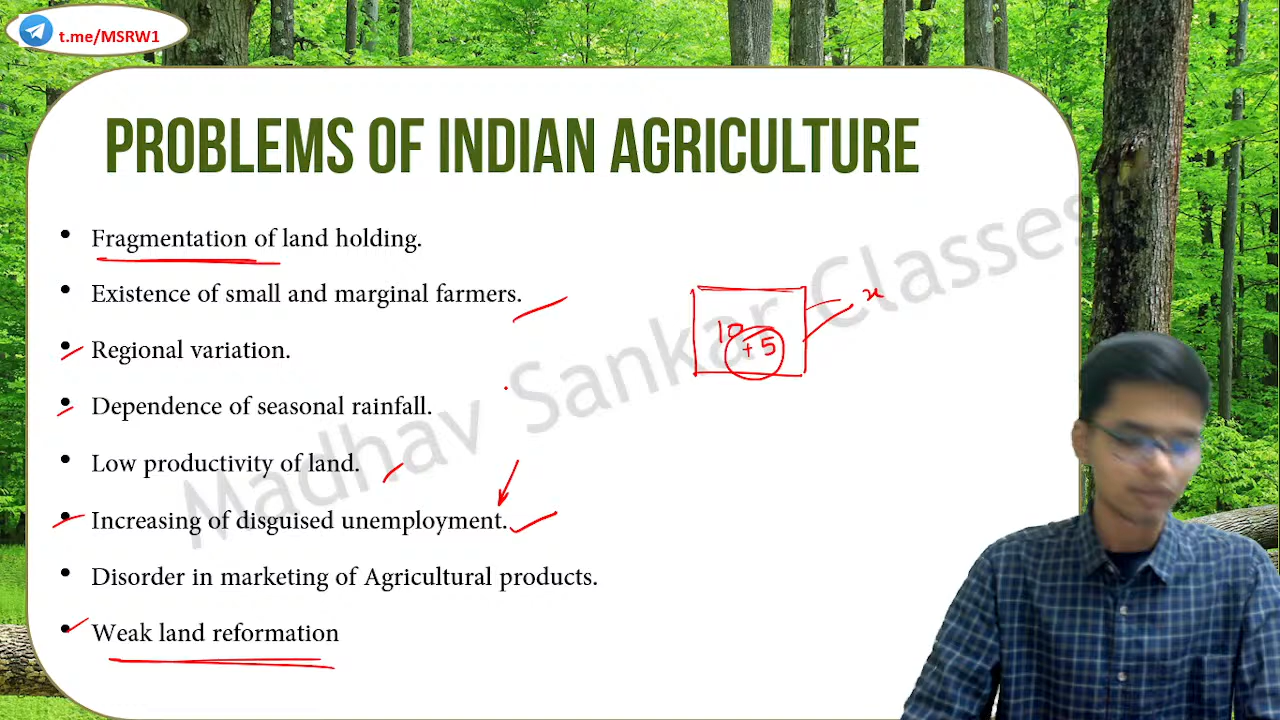 t.me/MSRW1
PROBLEMS OF INDIAN AGRICULTURE
• Fragmentation of land holding.
• Existence of small and marginal farmers.
• Regional variation.
• Dependence of seasonal rainfall.
• Low productivity of land.
• Increasing of disguised unemployment.
• Disorder in marketing of Agricultural products.
• Weak land reformation
Madhav Sankar Classes
10
+5
x